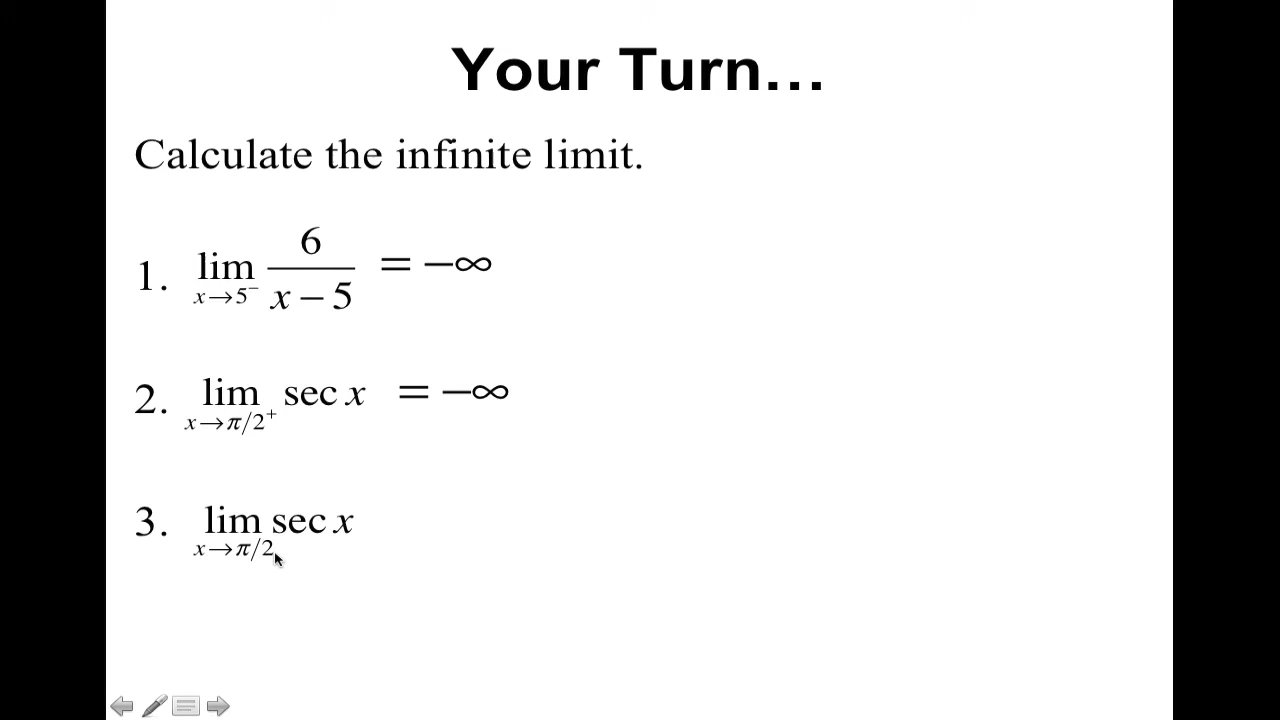 Your Turn…
Calculate the infinite limit.
1. lim x→5⁻ 6/(x − 5) = −∞
2. lim x→π/2⁺ sec x = −∞
3. lim x→π/2 sec x